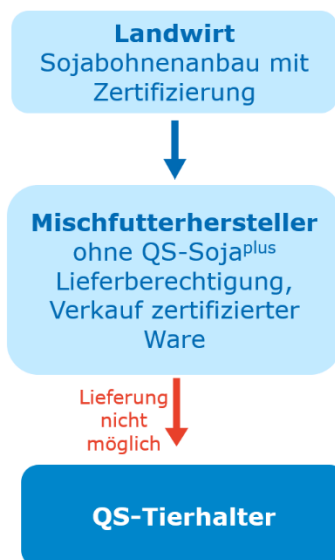 Landwirt
Sojabohnenanbau mit
Zertifizierung
Mischfutterhersteller
ohne QS-Sojaplus
Lieferberechtigung,
Verkauf zertifizierter
Ware
Lieferung
nicht
möglich
QS-Tierhalter